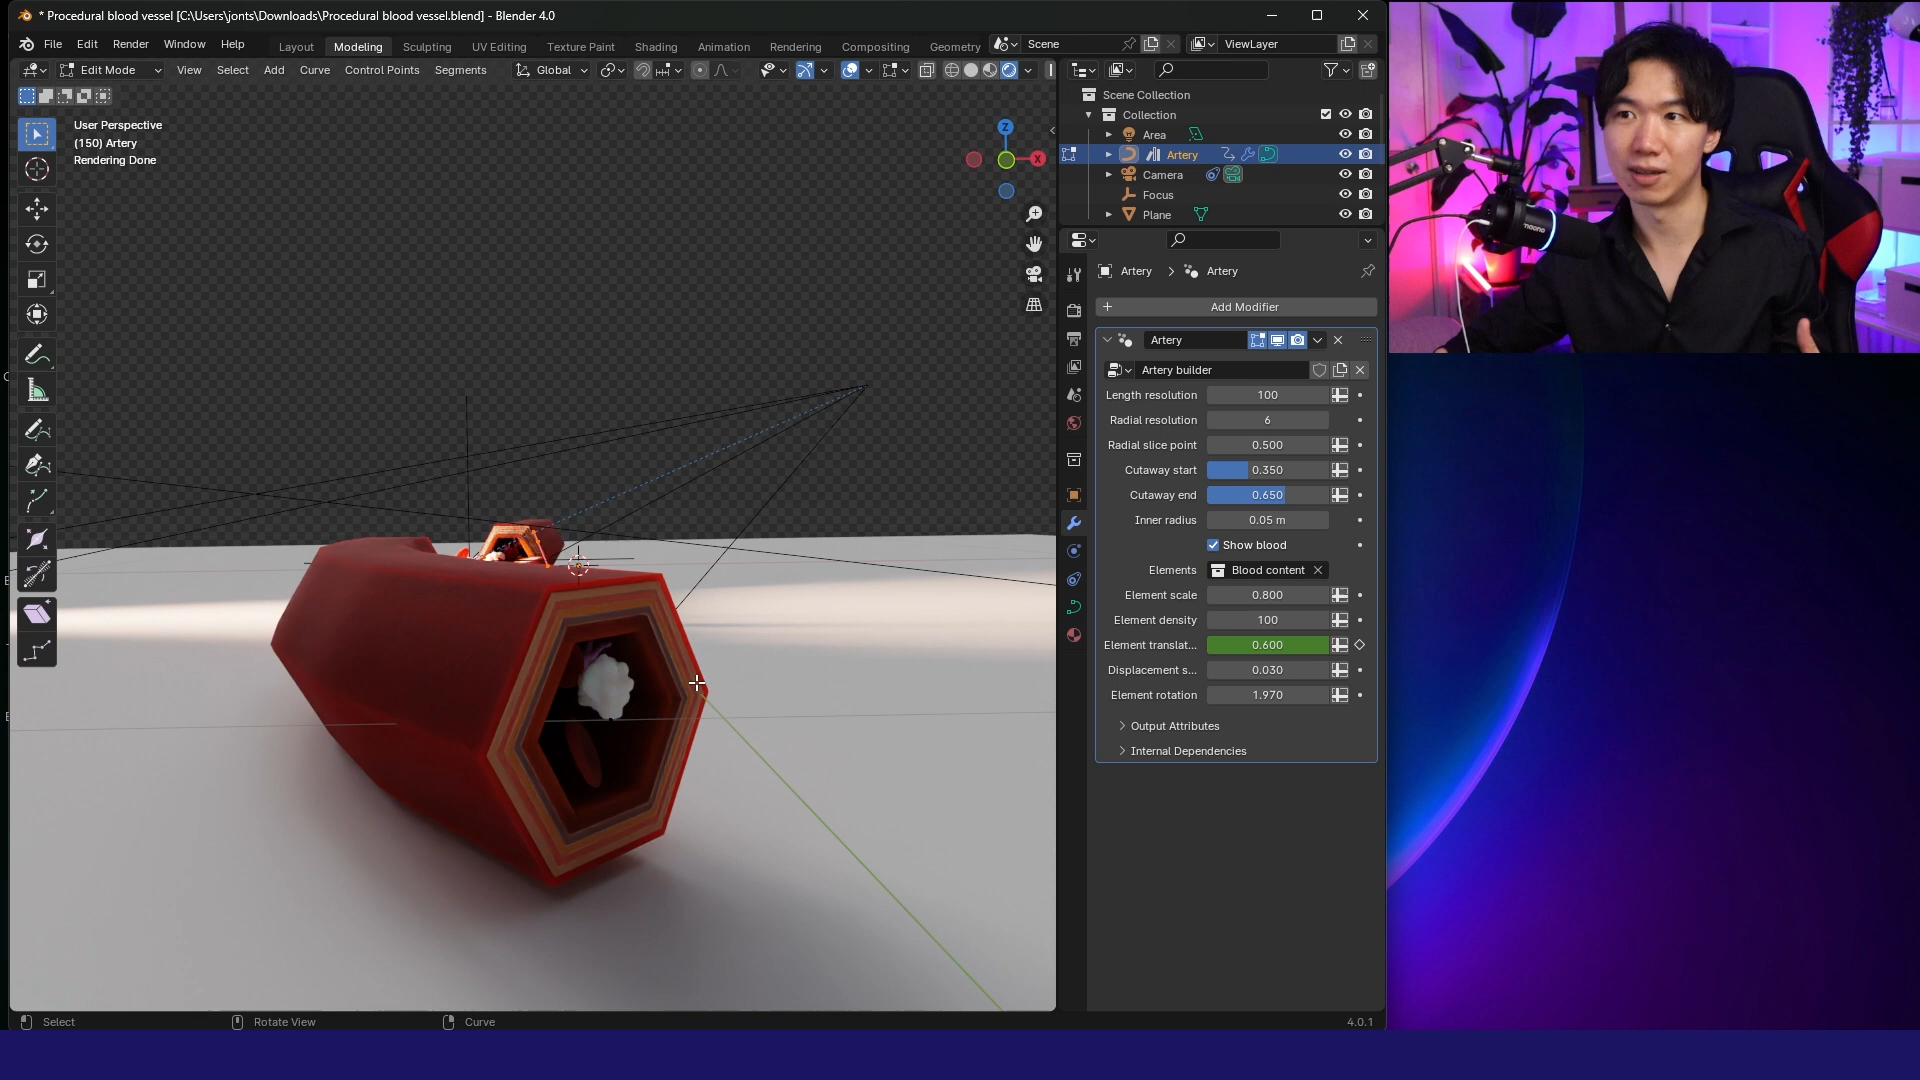 * Procedural blood vessel [C:\Users\jonts\Downloads\Procedural blood vessel.blend] - Blender 4.0
File Edit Render Window Help Layout Modeling Sculpting UV Editing Texture Paint Shading Animation Rendering Compositing Geometry Scene ViewLayer
Edit Mode View Select Add Curve Control Points Segments Global
User Perspective
(150) Artery
Rendering Done
Z
X
Scene Collection
Collection
Area
Artery
Camera
Focus
Plane
Artery > Artery
Add Modifier
Artery
Artery builder
Length resolution 100
Radial resolution 6
Radial slice point 0.500
Cutaway start 0.350
Cutaway end 0.650
Inner radius 0.05 m
Show blood
Elements Blood content
Element scale 0.800
Element density 100
Element translat... 0.600
Displacement s... 0.030
Element rotation 1.970
Output Attributes
Internal Dependencies
Select Rotate View Curve 4.0.1
maono